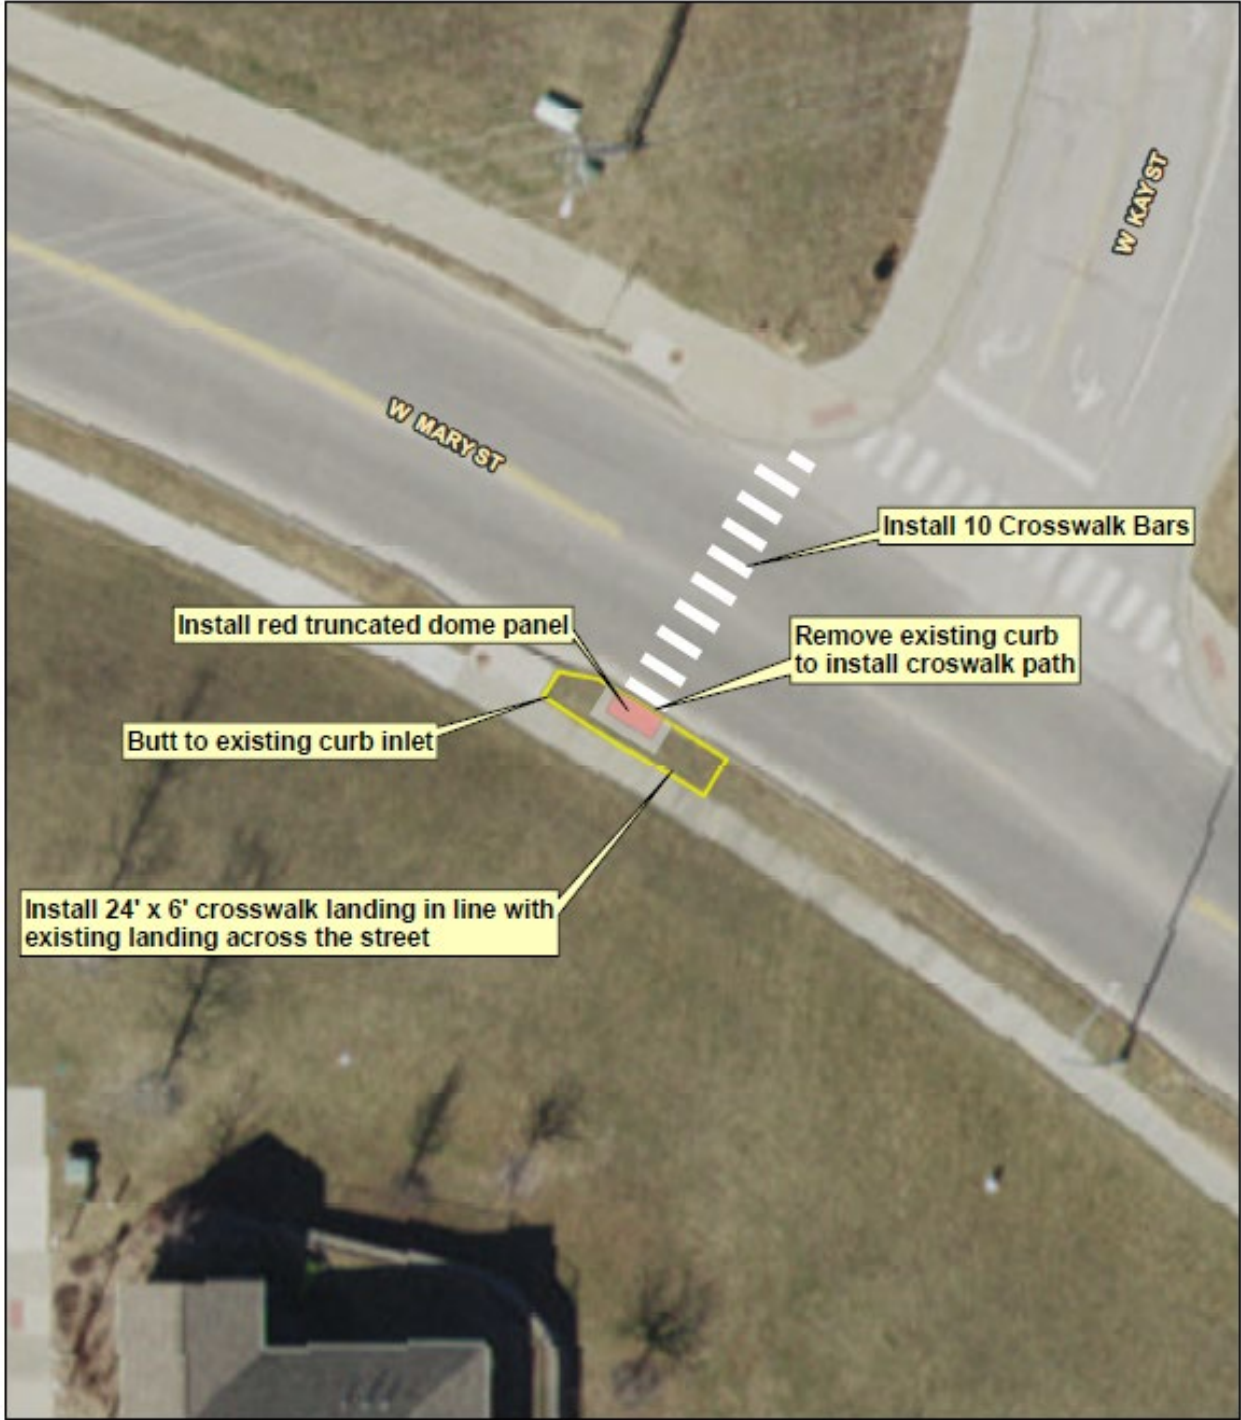 W KAY ST
W MARY ST
Install 10 Crosswalk Bars
Install red truncated dome panel
Remove existing curb
to install croswalk path
Butt to existing curb inlet
Install 24' x 6' crosswalk landing in line with
existing landing across the street